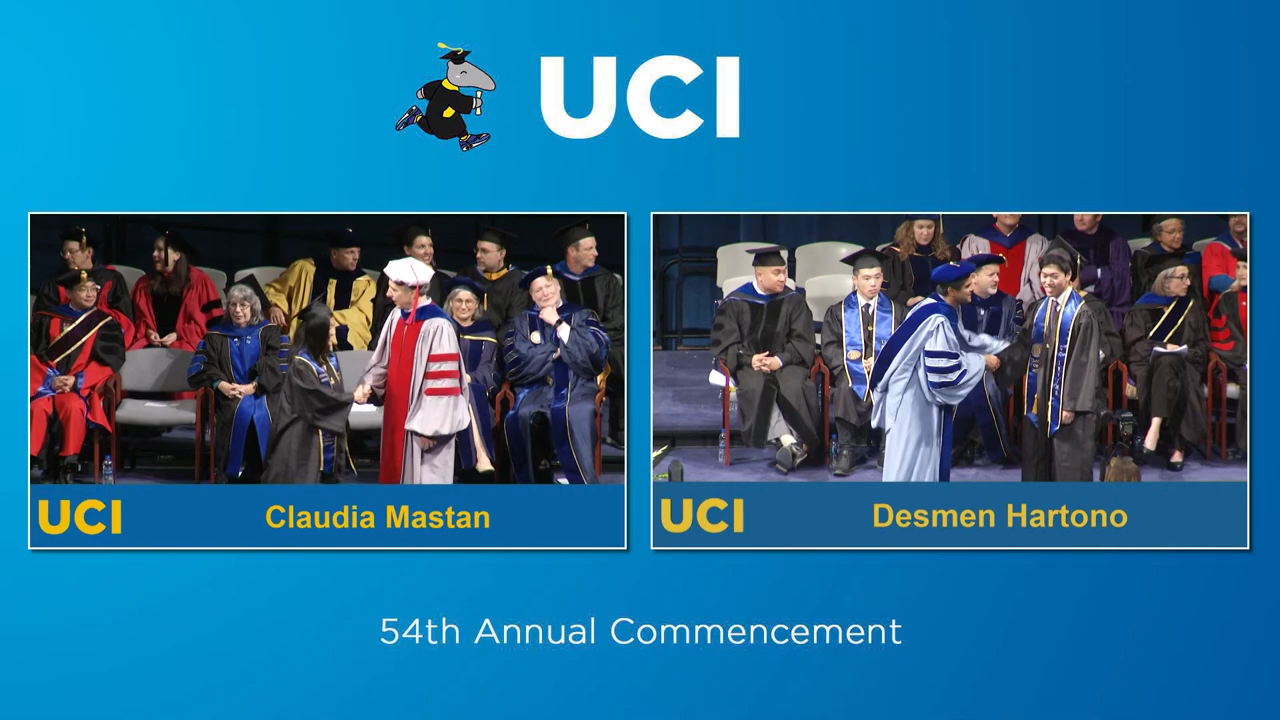 UCI
UCI
Claudia Mastan
UCI
Desmen Hartono
54th Annual Commencement